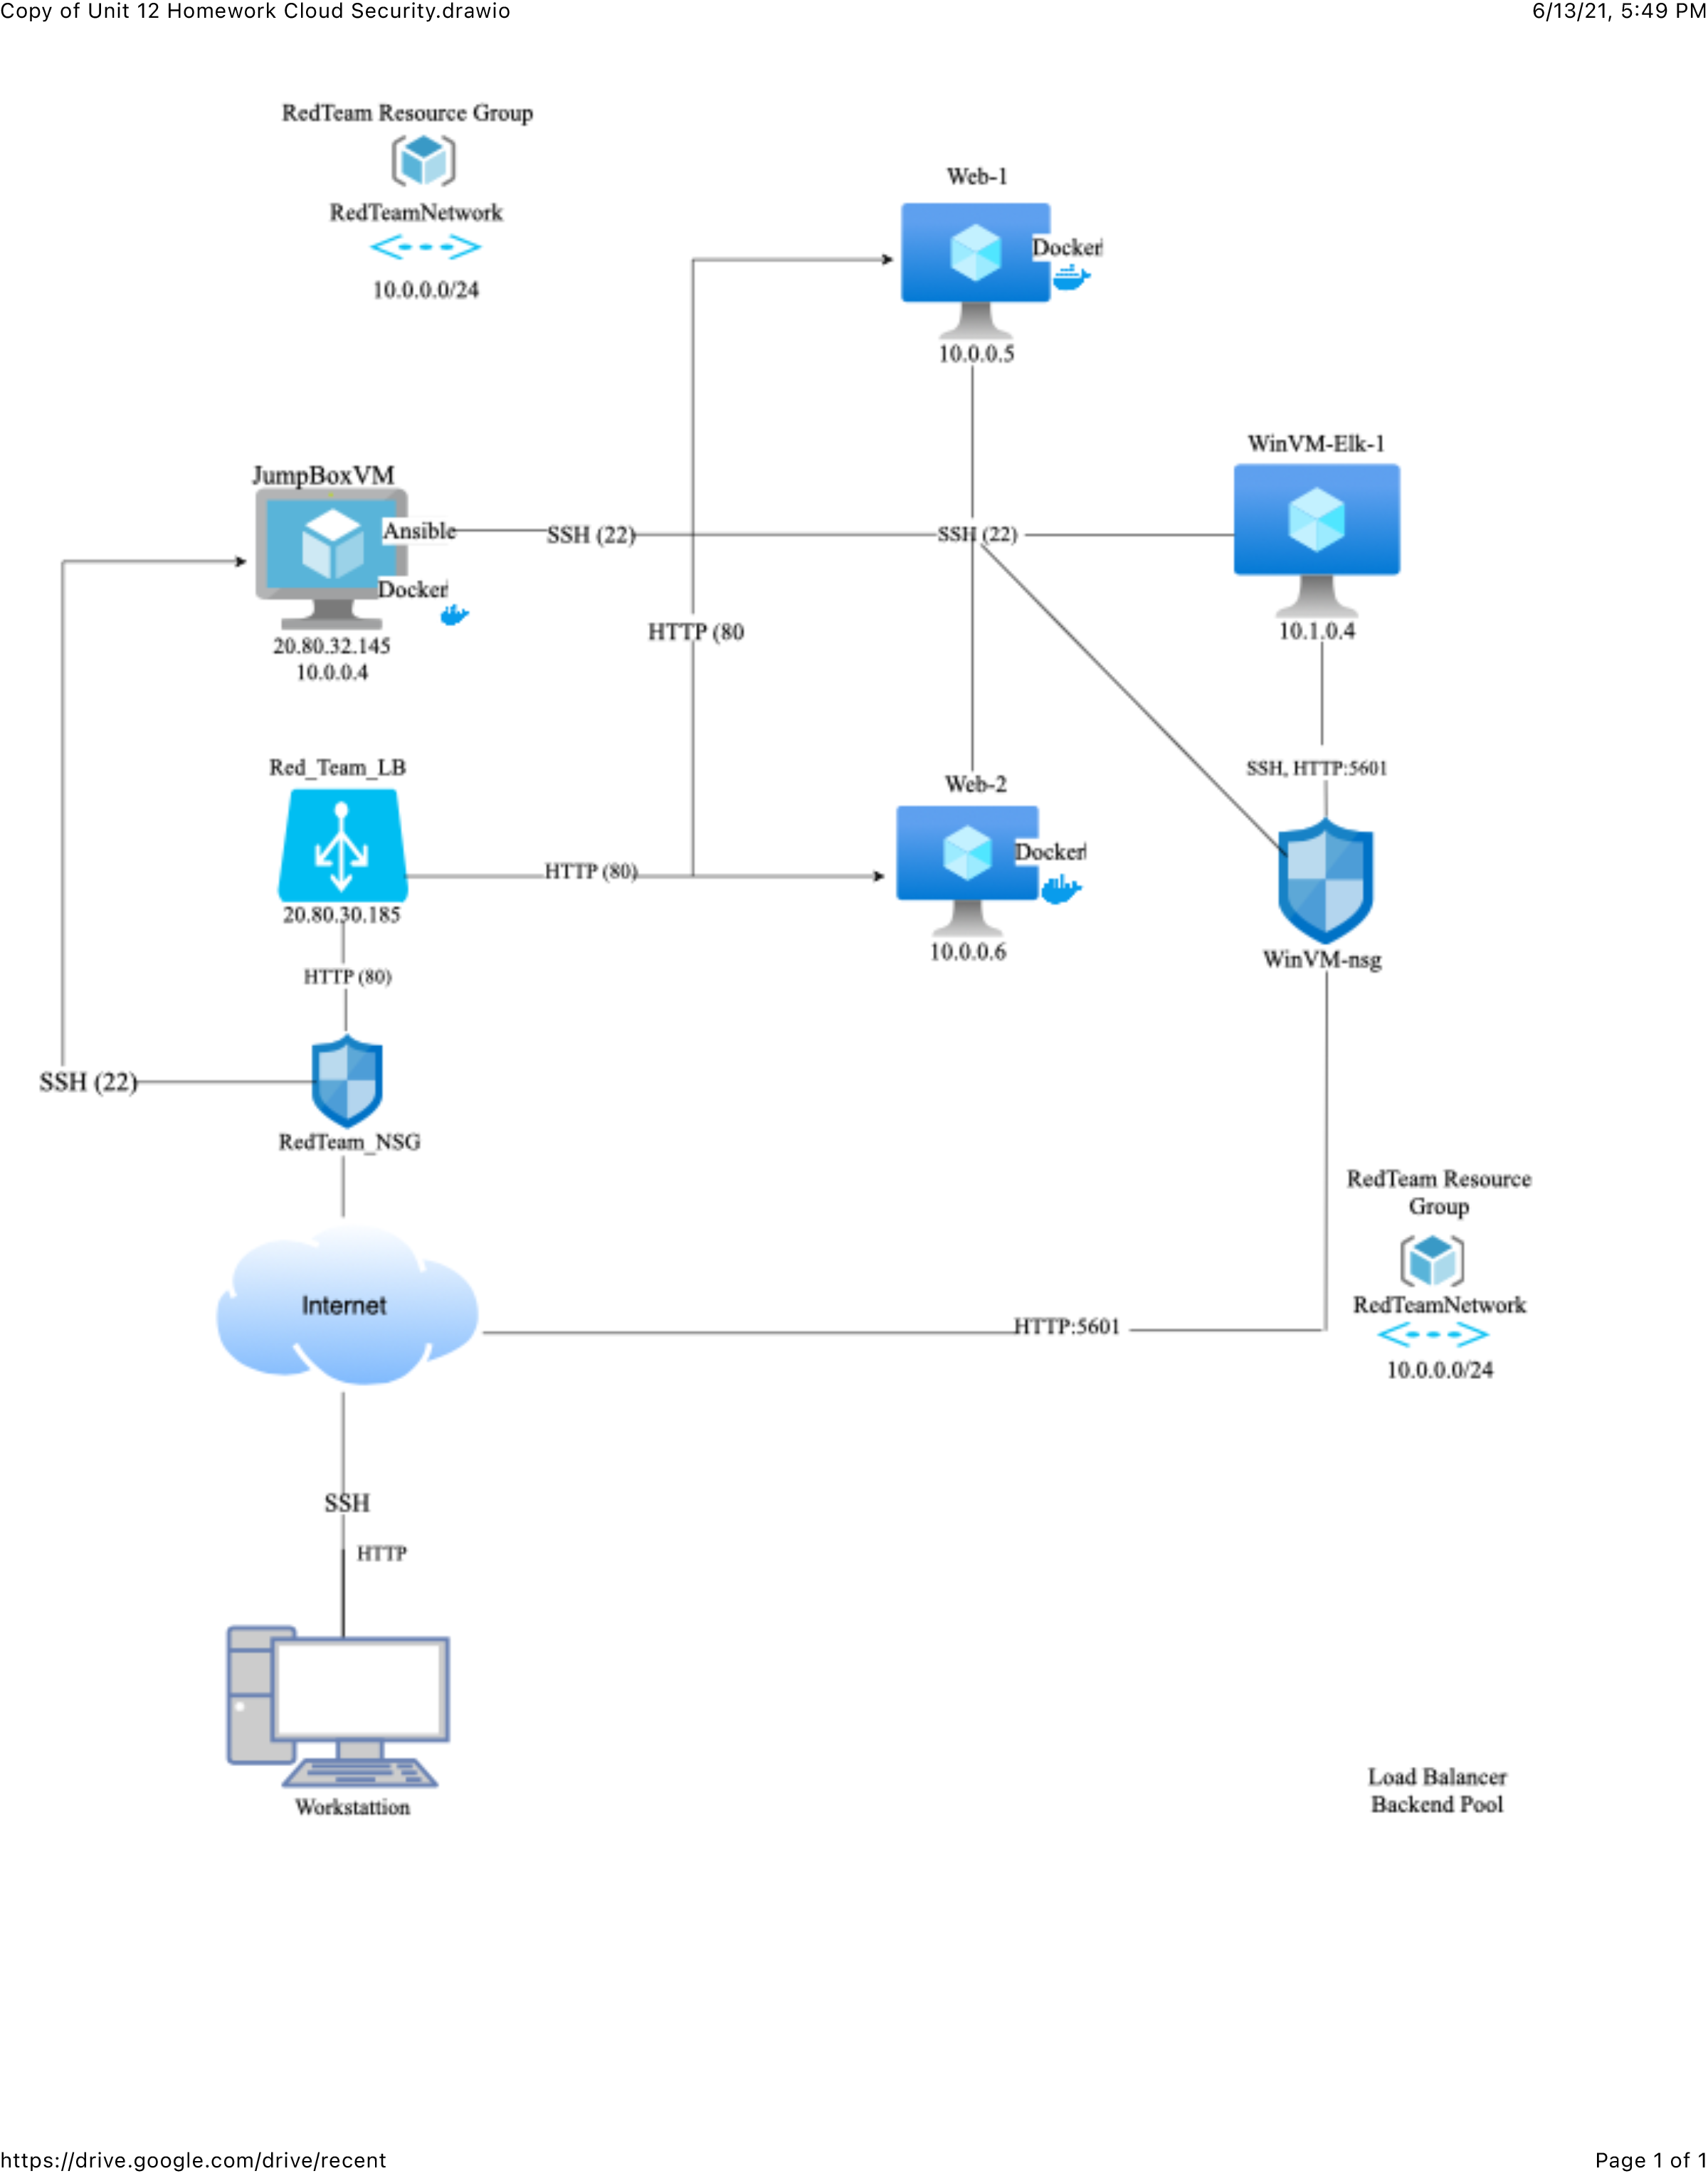 Copy of Unit 12 Homework Cloud Security.drawio
6/13/21, 5:49 PM
RedTeam Resource Group
RedTeamNetwork
10.0.0.0/24
Web-1
Docker
10.0.0.5
WinVM-Elk-1
10.1.0.4
JumpBoxVM
Ansible
Docker
20.80.32.145
10.0.0.4
SSH (22)
SSH (22)
HTTP (80
SSH, HTTP:5601
Red_Team_LB
20.80.30.185
HTTP (80)
Web-2
Docker
10.0.0.6
WinVM-nsg
HTTP (80)
SSH (22)
RedTeam_NSG
RedTeam Resource
Group
RedTeamNetwork
10.0.0.0/24
Internet
HTTP:5601
SSH
HTTP
Workstattion
Load Balancer
Backend Pool
https://drive.google.com/drive/recent
Page 1 of 1